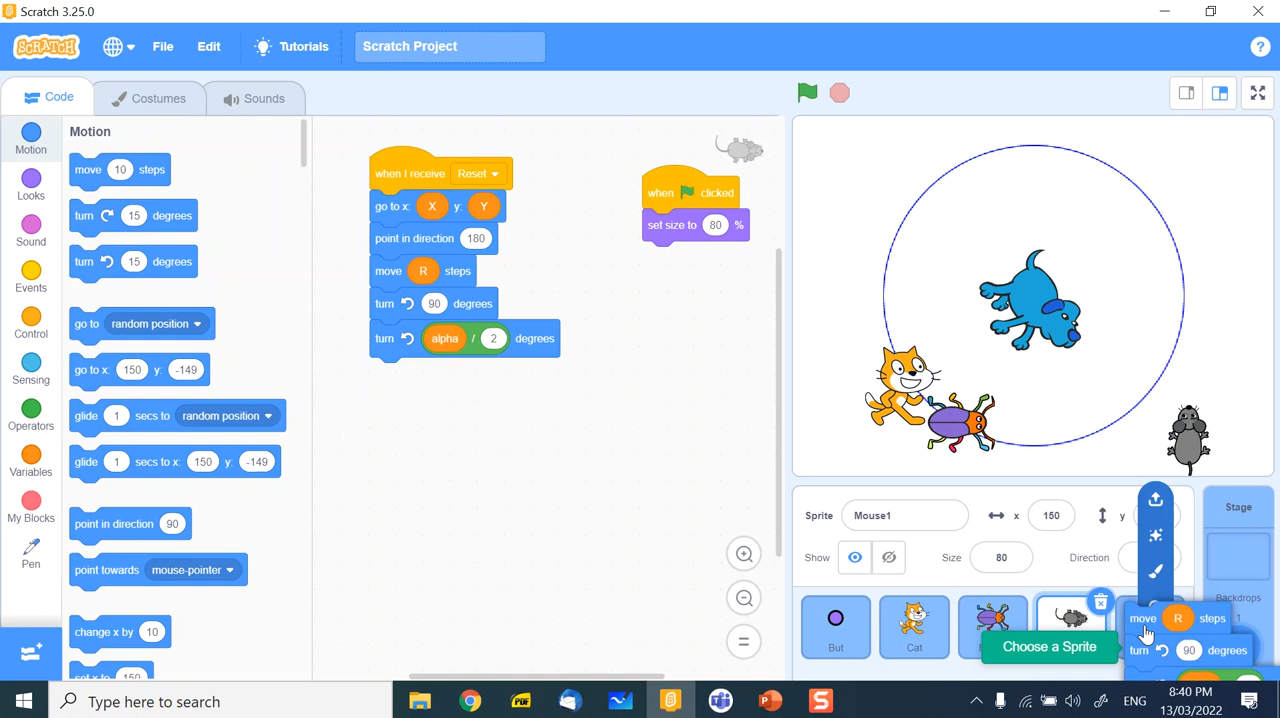 Scratch 3.25.0
SCRATCH File Edit Tutorials Scratch Project ?
Code Costumes Sounds
Motion
Looks
Sound
Events
Control
Sensing
Operators
Variables
My Blocks
Pen
Motion
move 10 steps
turn 15 degrees
turn 15 degrees
go to random position
go to x: 150 y: -149
glide 1 secs to random position
glide 1 secs to x: 150 y: -149
point in direction 90
point towards mouse-pointer
change x by 10
set x to 150
when I receive Reset
go to x: X y: Y
point in direction 180
move R steps
turn 90 degrees
turn alpha / 2 degrees
when clicked
set size to 80 %
Sprite Mouse1 x 150 y
Show Size 80 Direction
Stage
Backdrops
1
But
Cat
Choose a Sprite
move R steps
turn 90 degrees
Type here to search
PDF
S
ENG
8:40 PM
13/03/2022